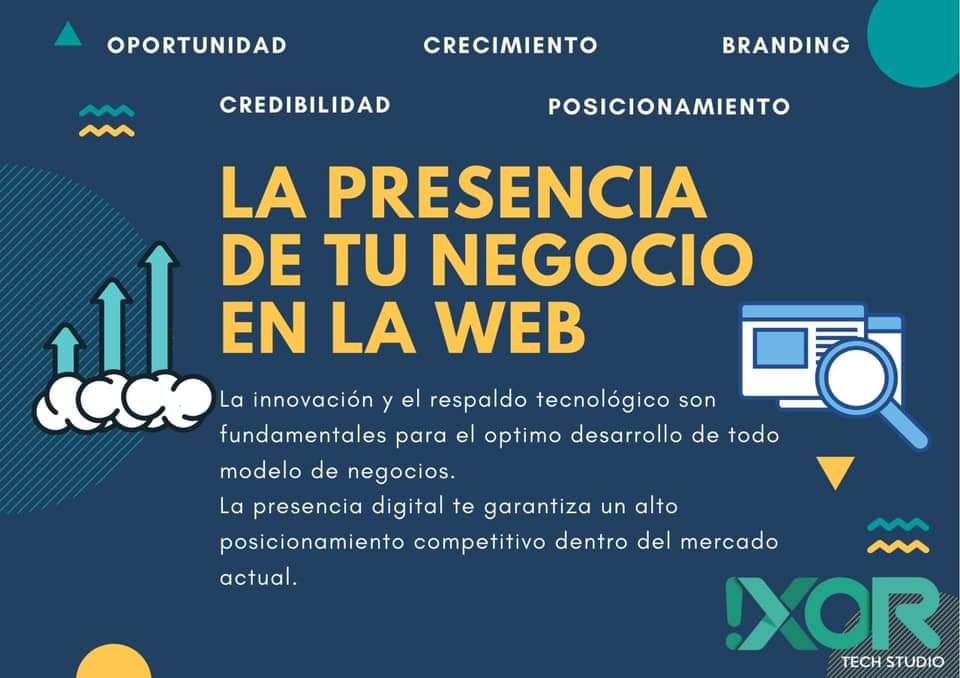 OPORTUNIDAD CRECIMIENTO BRANDING
CREDIBILIDAD POSICIONAMIENTO
LA PRESENCIA
DE TU NEGOCIO
EN LA WEB
La innovación y el respaldo tecnológico son
fundamentales para el optimo desarrollo de todo
modelo de negocios.
La presencia digital te garantiza un alto
posicionamiento competitivo dentro del mercado
actual.
!XOR
TECH STUDIO